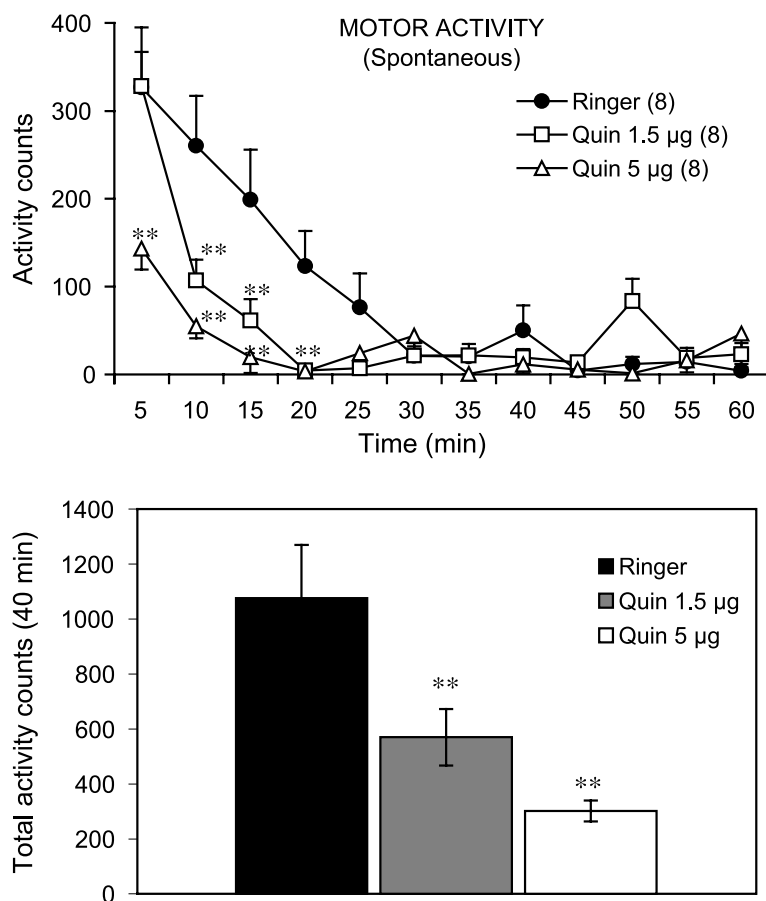 MOTOR ACTIVITY
(Spontaneous)
Activity counts
400
300
200
100
0
Ringer (8)
Quin 1.5 µg (8)
Quin 5 µg (8)
**
**
**
**
**
**
5 10 15 20 25 30 35 40 45 50 55 60
Time (min)
Total activity counts (40 min)
1400
1200
1000
800
600
400
200
0
Ringer
Quin 1.5 µg
Quin 5 µg
**
**